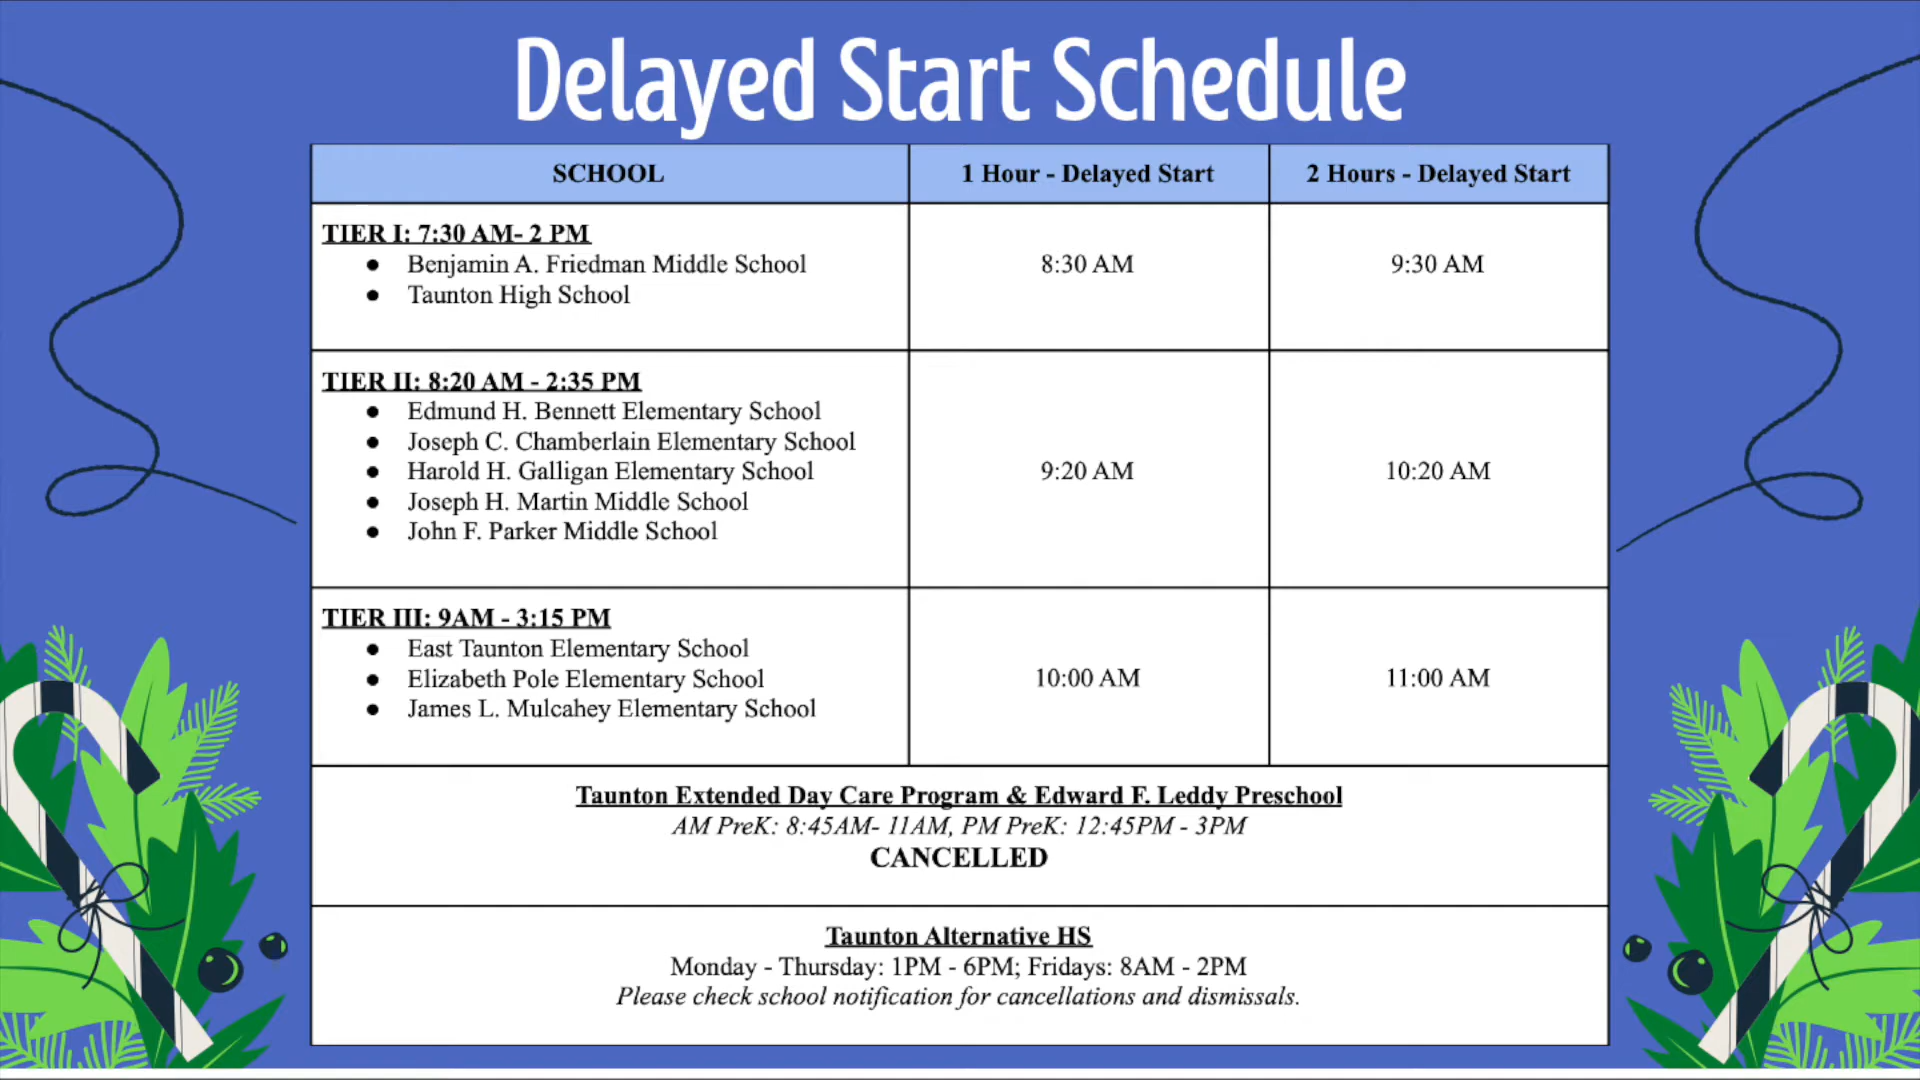 Delayed Start Schedule
SCHOOL
1 Hour - Delayed Start
2 Hours - Delayed Start
TIER I: 7:30 AM- 2 PM
● Benjamin A. Friedman Middle School
● Taunton High School
8:30 AM
9:30 AM
TIER II: 8:20 AM - 2:35 PM
● Edmund H. Bennett Elementary School
● Joseph C. Chamberlain Elementary School
● Harold H. Galligan Elementary School
● Joseph H. Martin Middle School
● John F. Parker Middle School
9:20 AM
10:20 AM
TIER III: 9AM - 3:15 PM
● East Taunton Elementary School
● Elizabeth Pole Elementary School
● James L. Mulcahey Elementary School
10:00 AM
11:00 AM
Taunton Extended Day Care Program & Edward F. Leddy Preschool
AM PreK: 8:45AM- 11AM, PM PreK: 12:45PM - 3PM
CANCELLED
Taunton Alternative HS
Monday - Thursday: 1PM - 6PM; Fridays: 8AM - 2PM
Please check school notification for cancellations and dismissals.